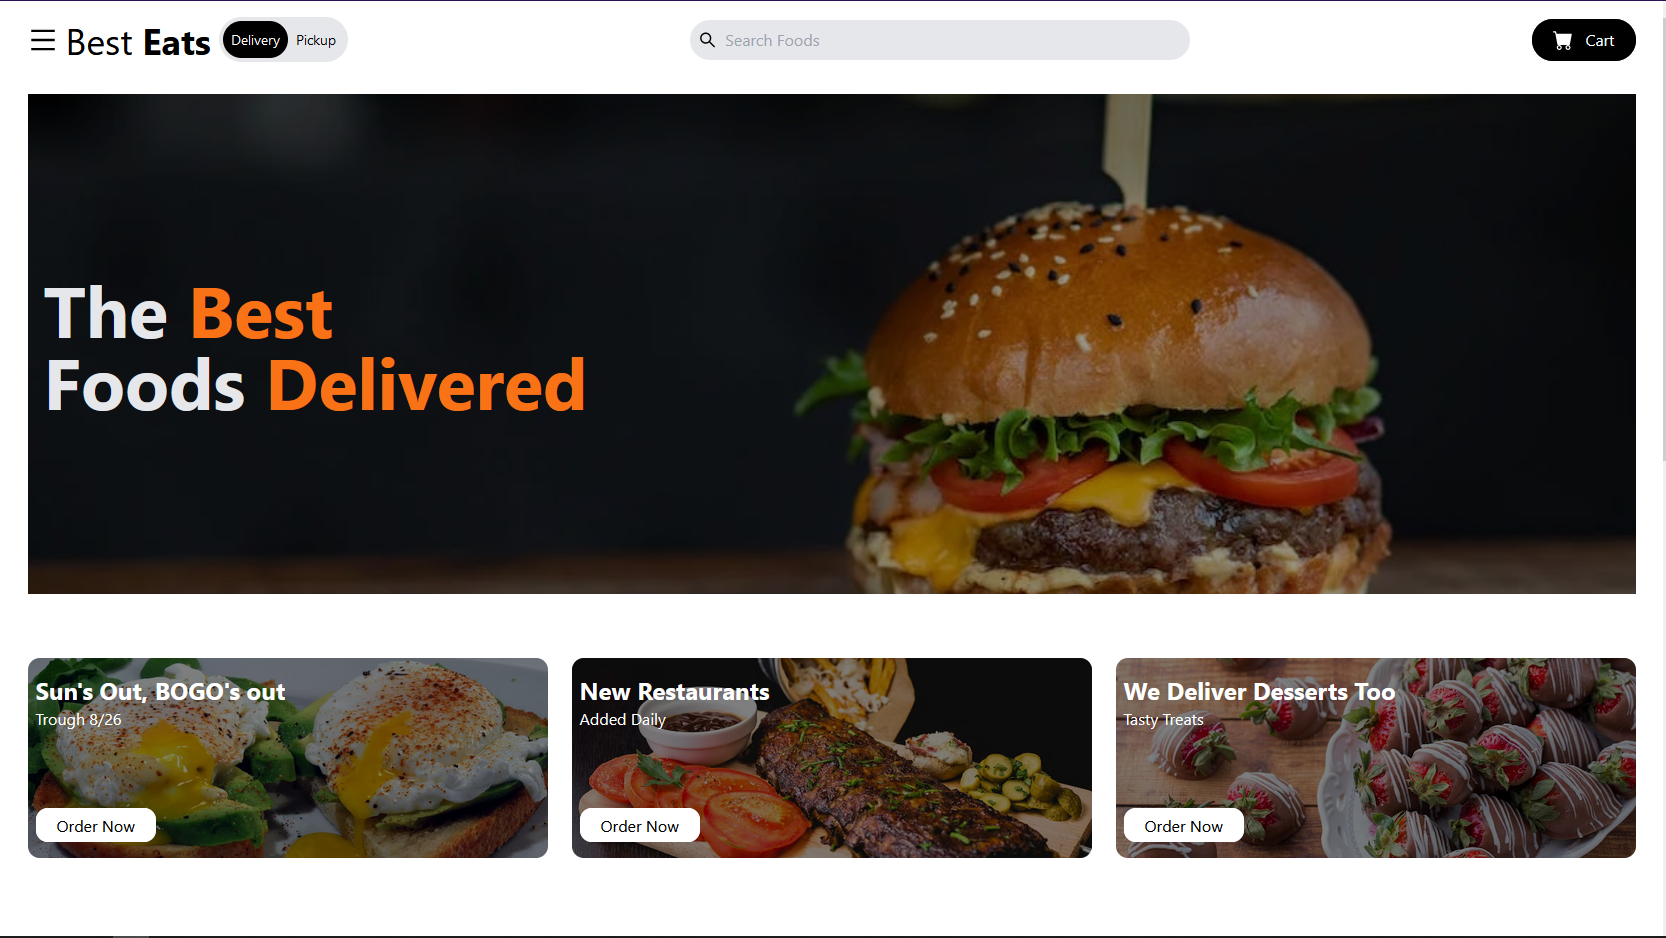 Best Eats
Delivery Pickup
Search Foods
Cart
The Best
Foods Delivered
Sun's Out, BOGO's out
Trough 8/26
Order Now
New Restaurants
Added Daily
Order Now
We Deliver Desserts Too
Tasty Treats
Order Now